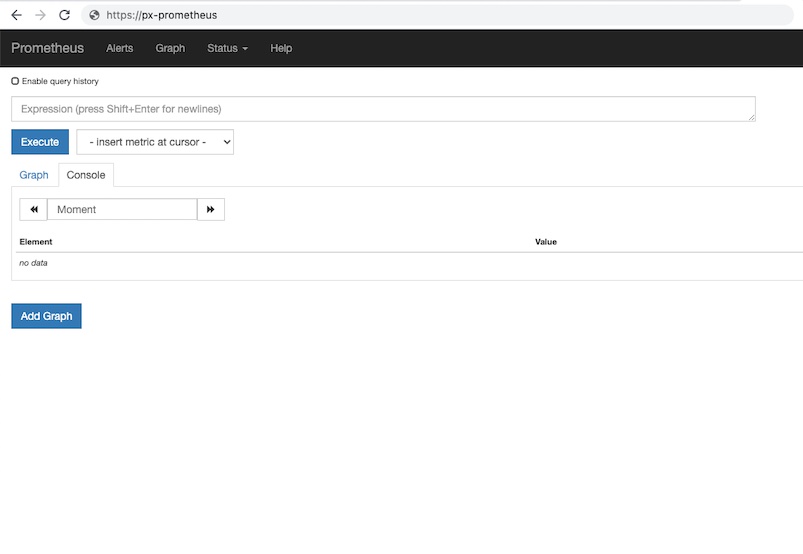 https://px-prometheus
Prometheus Alerts Graph Status Help
Enable query history
Expression (press Shift+Enter for newlines)
Execute - insert metric at cursor -
Graph Console
Moment
Element Value
no data
Add Graph